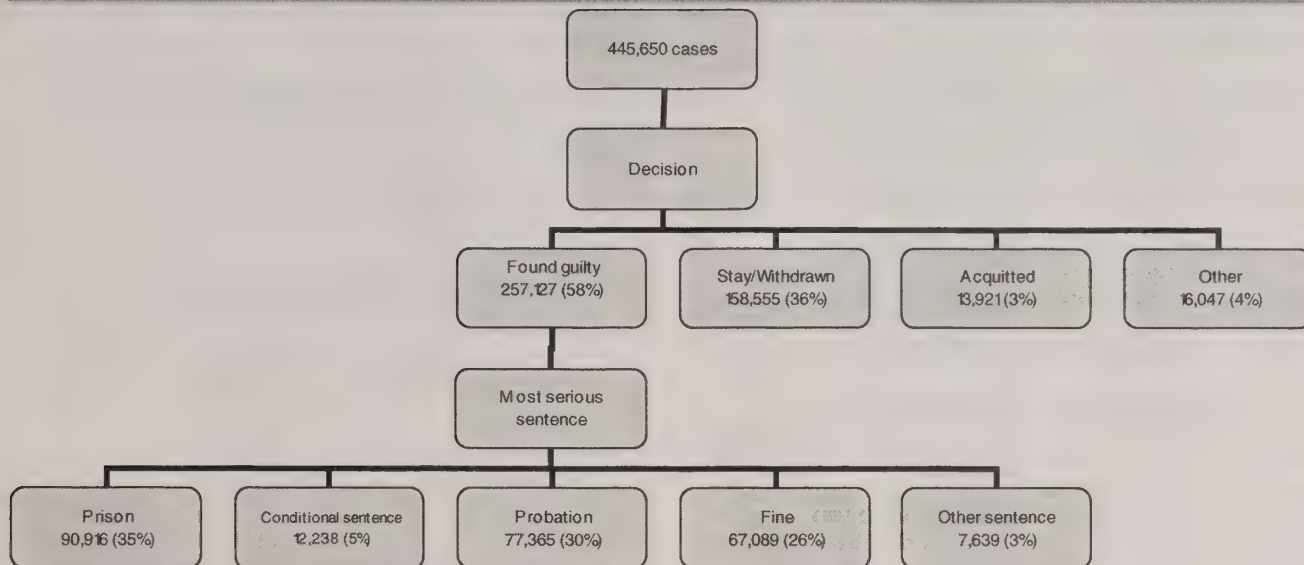 445,650 cases
Decision
Found guilty
257,127 (58%)
Stay/Withdrawn
158,555 (36%)
Acquitted
13,921 (3%)
Other
16,047 (4%)
Most serious
sentence
Prison
90,916 (35%)
Conditional sentence
12,238 (5%)
Probation
77,365 (30%)
Fine
67,089 (26%)
Other sentence
7,639 (3%)